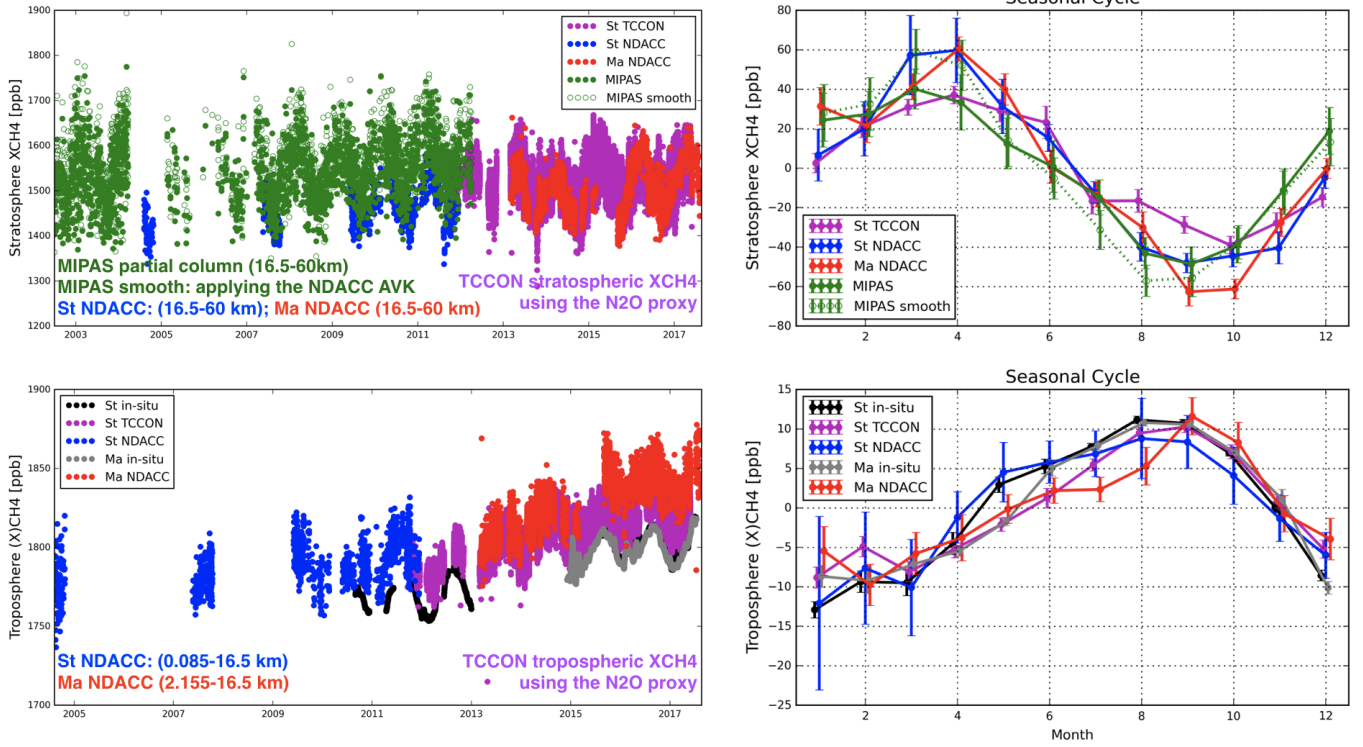 1900
1800
1700
1600
1500
1400
1300
1200
Stratosphere XCH4 [ppb]
St TCCON
St NDACC
Ma NDACC
MIPAS
MIPAS smooth
MIPAS partial column (16.5-60km)
MIPAS smooth: applying the NDACC AVK
St NDACC: (16.5-60 km); Ma NDACC (16.5-60 km)
TCCON stratospheric XCH4
using the N2O proxy
2003 2005 2007 2009 2011 2013 2015 2017
Seasonal Cycle
80
60
40
20
0
−20
−40
−60
−80
Stratosphere XCH4 [ppb]
St TCCON
St NDACC
Ma NDACC
MIPAS
MIPAS smooth
2 4 6 8 10 12
1900
1850
1800
1750
1700
Troposphere (X)CH4 [ppb]
St in-situ
St TCCON
St NDACC
Ma in-situ
Ma NDACC
St NDACC: (0.085-16.5 km)
Ma NDACC (2.155-16.5 km)
TCCON tropospheric XCH4
using the N2O proxy
2005 2007 2009 2011 2013 2015 2017
Seasonal Cycle
15
10
5
0
−5
−10
−15
−20
−25
Troposphere (X)CH4 [ppb]
St in-situ
St TCCON
St NDACC
Ma in-situ
Ma NDACC
2 4 6 8 10 12
Month